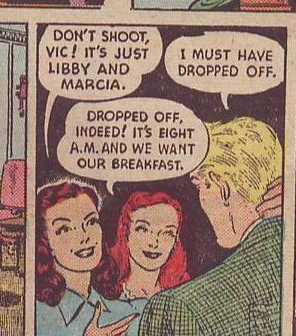 DON'T SHOOT,
VIC! IT'S JUST
LIBBY AND
MARCIA.
I MUST HAVE
DROPPED OFF.
DROPPED OFF,
INDEED! IT'S EIGHT
A.M. AND WE WANT
OUR BREAKFAST.